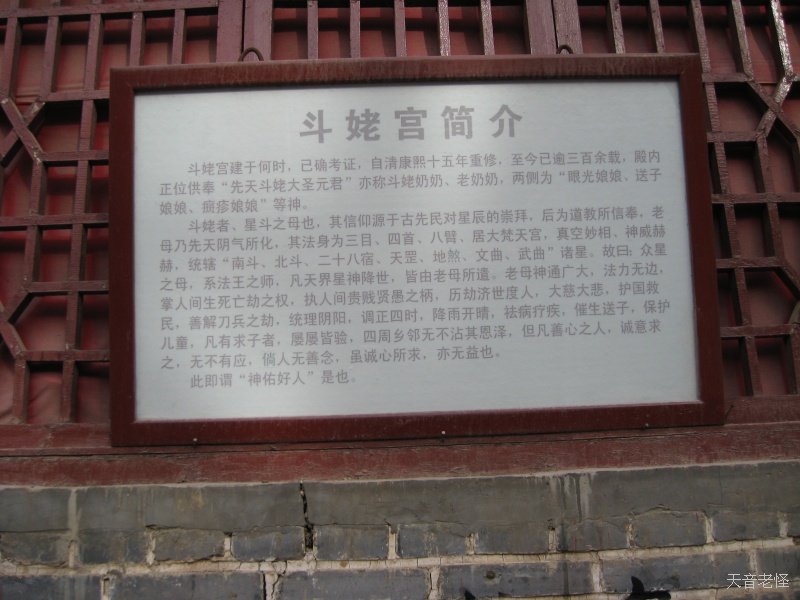 斗姥宫简介
斗姥宫建于何时，已确考证，自清康熙十五年重修，至今已逾三百余载，殿内
正位供奉“先天斗姥大圣元君”亦称斗姥奶奶、老奶奶，两侧为“眼光娘娘、送子
娘娘、瘢疹娘娘”等神。
斗姥者、星斗之母也，其信仰源于古先民对星辰的崇拜，后为道教所信奉，老
母乃先天阴气所化，其法身为三目、四首、八臂、居大梵天宫，真空妙相、神威赫
赫，统辖“南斗、北斗、二十八宿、天罡、地煞、文曲、武曲”诸星。故曰：众星
之母，系法王之师，凡天界星神降世，皆由老母所遣。老母神通广大，法力无边，
掌人间生死亡劫之权，执人间贵贱贤愚之柄，历劫济世度人，大慈大悲，护国救
民，善解刀兵之劫，统理阴阳，调正四时，降雨开晴，祛病疗疾，催生送子，保护
儿童，凡有求子者，屡屡皆验，四周乡邻无不沾其恩泽，但凡善心之人，诚意求
之，无不有应，倘人无善念，虽诚心所求，亦无益也。
此即谓“神佑好人”是也。
天音老怪